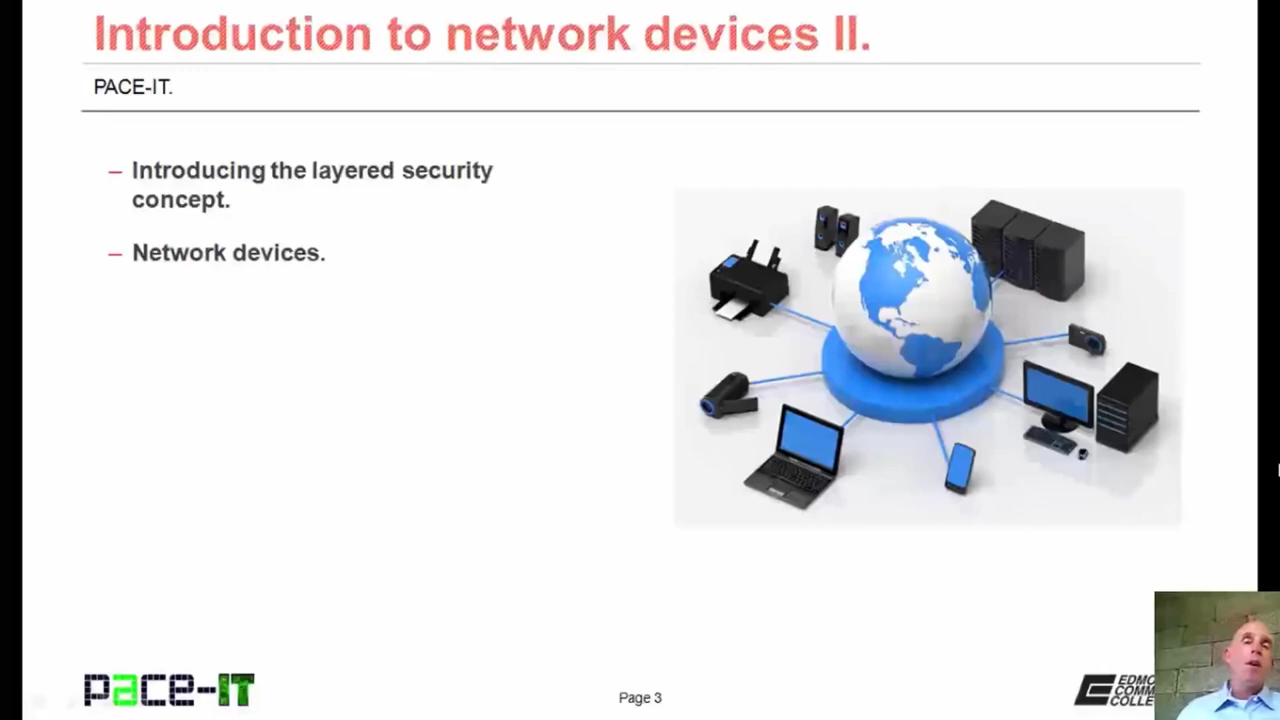 Introduction to network devices II.
PACE-IT.
– Introducing the layered security
concept.
– Network devices.
pace-IT
Page 3